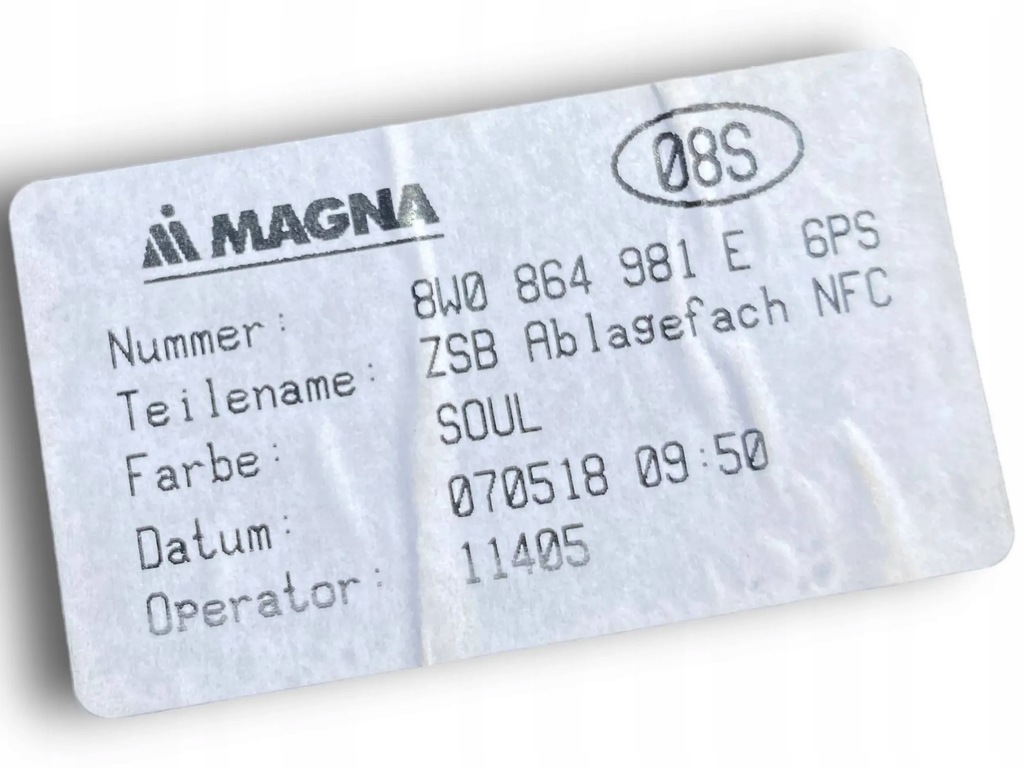 08S
MAGNA
Nummer: 8W0 864 981 E 6PS
Teilename: ZSB Ablagefach NFC
Farbe: SOUL
Datum: 070518 09:50
Operator: 11405